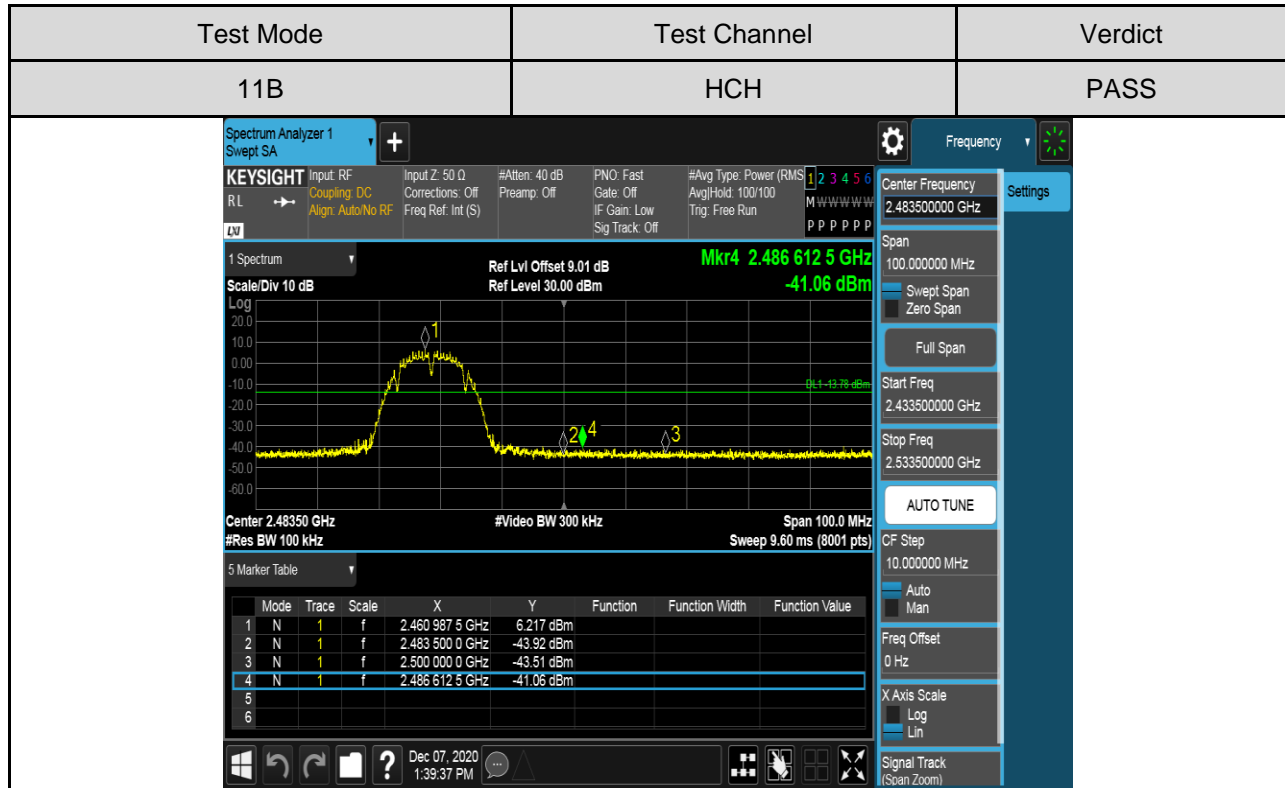 Test Mode Test Channel Verdict
11B HCH PASS
Spectrum Analyzer 1
Swept SA
+
Frequency
KEYSIGHT Input: RF Input Z: 50 Ω #Atten: 40 dB PNO: Fast #Avg Type: Power (RMS 1 2 3 4 5 6
RL Coupling: DC Corrections: Off Preamp: Off Gate: Off Avg|Hold: 100/100 M W W W W W
Align: Auto/No RF Freq Ref: Int (S) IF Gain: Low Trig: Free Run
LXI Sig Track: Off P P P P P P
1 Spectrum
Ref Lvl Offset 9.01 dB
Mkr4 2.486 612 5 GHz
Scale/Div 10 dB Ref Level 30.00 dBm -41.06 dBm
Log
20.0
10.0
0.00
-10.0
-20.0
-30.0
-40.0
-50.0
-60.0
1
DL1 -13.78 dBm
2 4 3
Center 2.48350 GHz #Video BW 300 kHz Span 100.0 MHz
#Res BW 100 kHz Sweep 9.60 ms (8001 pts)
5 Marker Table
Mode Trace Scale X Y Function Function Width Function Value
1 N 1 f 2.460 987 5 GHz 6.217 dBm
2 N 1 f 2.483 500 0 GHz -43.92 dBm
3 N 1 f 2.500 000 0 GHz -43.51 dBm
4 N 1 f 2.486 612 5 GHz -41.06 dBm
5
6
?
Dec 07, 2020
1:39:37 PM
Center Frequency
2.483500000 GHz
Settings
Span
100.000000 MHz
Swept Span
Zero Span
Full Span
Start Freq
2.433500000 GHz
Stop Freq
2.533500000 GHz
AUTO TUNE
CF Step
10.000000 MHz
Auto
Man
Freq Offset
0 Hz
X Axis Scale
Log
Lin
Signal Track
(Span Zoom)